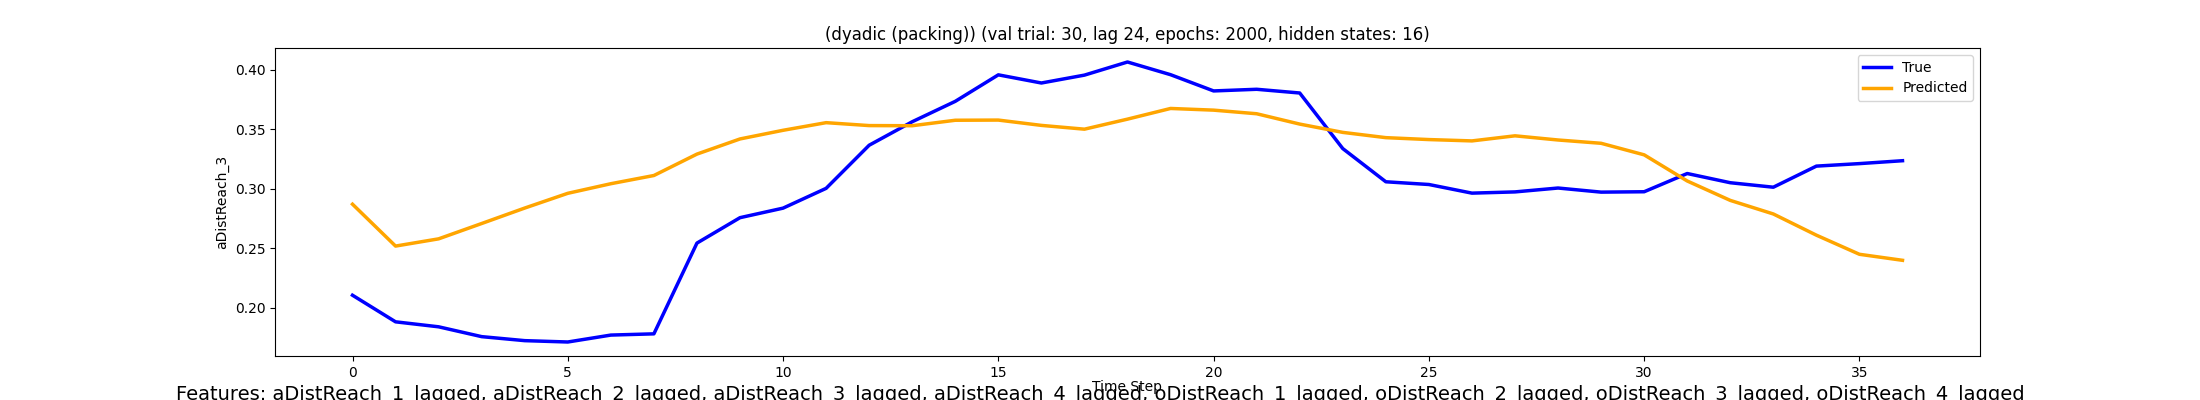 (dyadic (packing)) (val trial: 30, lag 24, epochs: 2000, hidden states: 16)
True
Predicted
0.40
0.35
0.30
0.25
0.20
aDistReach_3
0 5 10 15 20 25 30 35
Time Step
Features: aDistReach_1_lagged, aDistReach_2_lagged, aDistReach_3_lagged, aDistReach_4_lagged, oDistReach_1_lagged, oDistReach_2_lagged, oDistReach_3_lagged, oDistReach_4_lagged